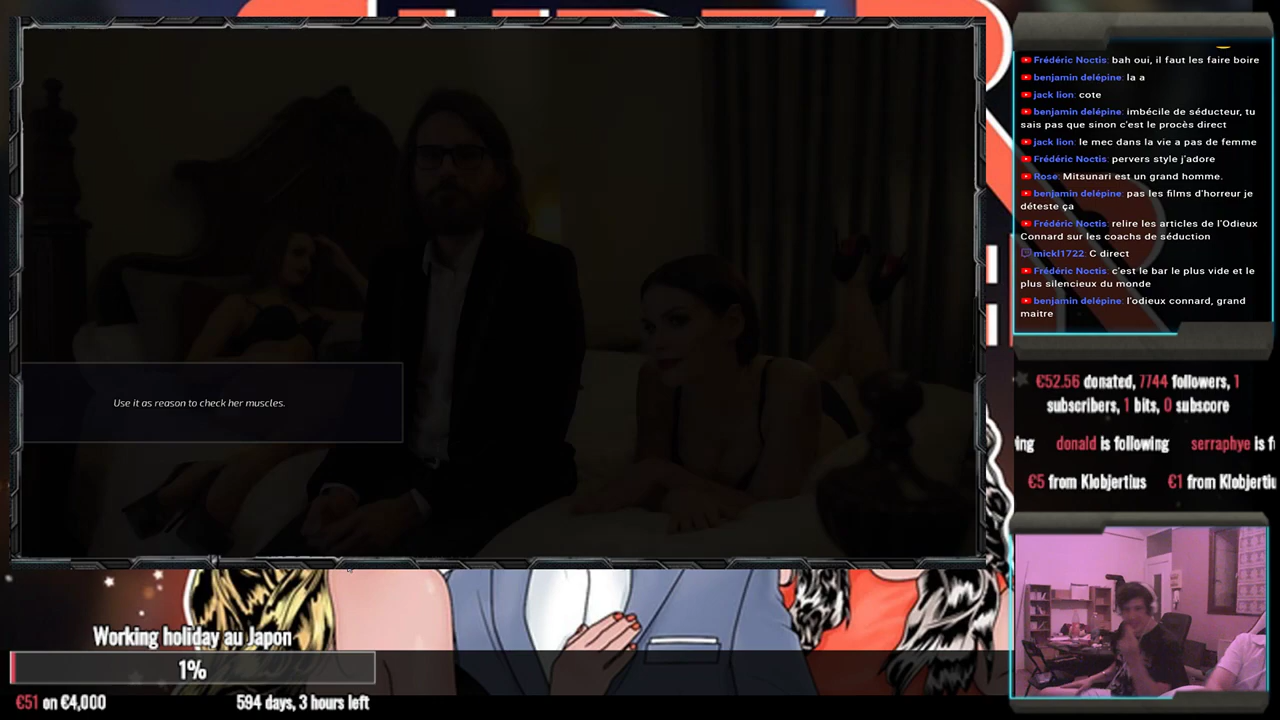 Frédéric Noctis: bah oui, il faut les faire boire
benjamin delépine: la a
jack lion: cote
benjamin delépine: imbécile de séducteur, tu
sais pas que sinon c'est le procès direct
jack lion: le mec dans la vie a pas de femme
Frédéric Noctis: pervers style j'adore
Rose: Mitsunari est un grand homme.
benjamin delépine: pas les films d'horreur je
déteste ça
Frédéric Noctis: relire les articles de l'Odieux
Connard sur les coachs de séduction
mickl1722: C direct
Frédéric Noctis: c'est le bar le plus vide et le
plus silencieux du monde
benjamin delépine: l'odieux connard, grand
maitre
Use it as reason to check her muscles.
€52.56 donated, 7744 followers, 1
subscribers, 1 bits, 0 subscore
donald is following serraphye is f
€5 from Klobjertius €1 from Klobjertiu
Working holiday au Japon
1%
€51 on €4,000 594 days, 3 hours left